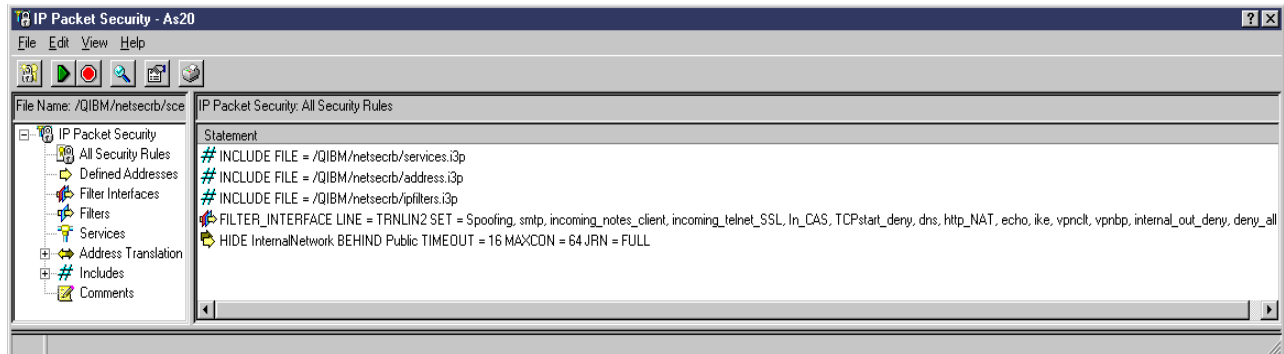 IP Packet Security - As20
File Edit View Help
File Name: /QIBM/netsecrb/sce
IP Packet Security: All Security Rules
IP Packet Security
All Security Rules
Defined Addresses
Filter Interfaces
Filters
Services
Address Translation
Includes
Comments
Statement
# INCLUDE FILE = /QIBM/netsecrb/services.i3p
# INCLUDE FILE = /QIBM/netsecrb/address.i3p
# INCLUDE FILE = /QIBM/netsecrb/ipfilters.i3p
FILTER_INTERFACE LINE = TRNLIN2 SET = Spoofing, smtp, incoming_notes_client, incoming_telnet_SSL, In_CAS, TCPstart_deny, dns, http_NAT, echo, ike, vpnclt, vpnbp, internal_out_deny, deny_all
HIDE InternalNetwork BEHIND Public TIMEOUT = 16 MAXCON = 64 JRN = FULL